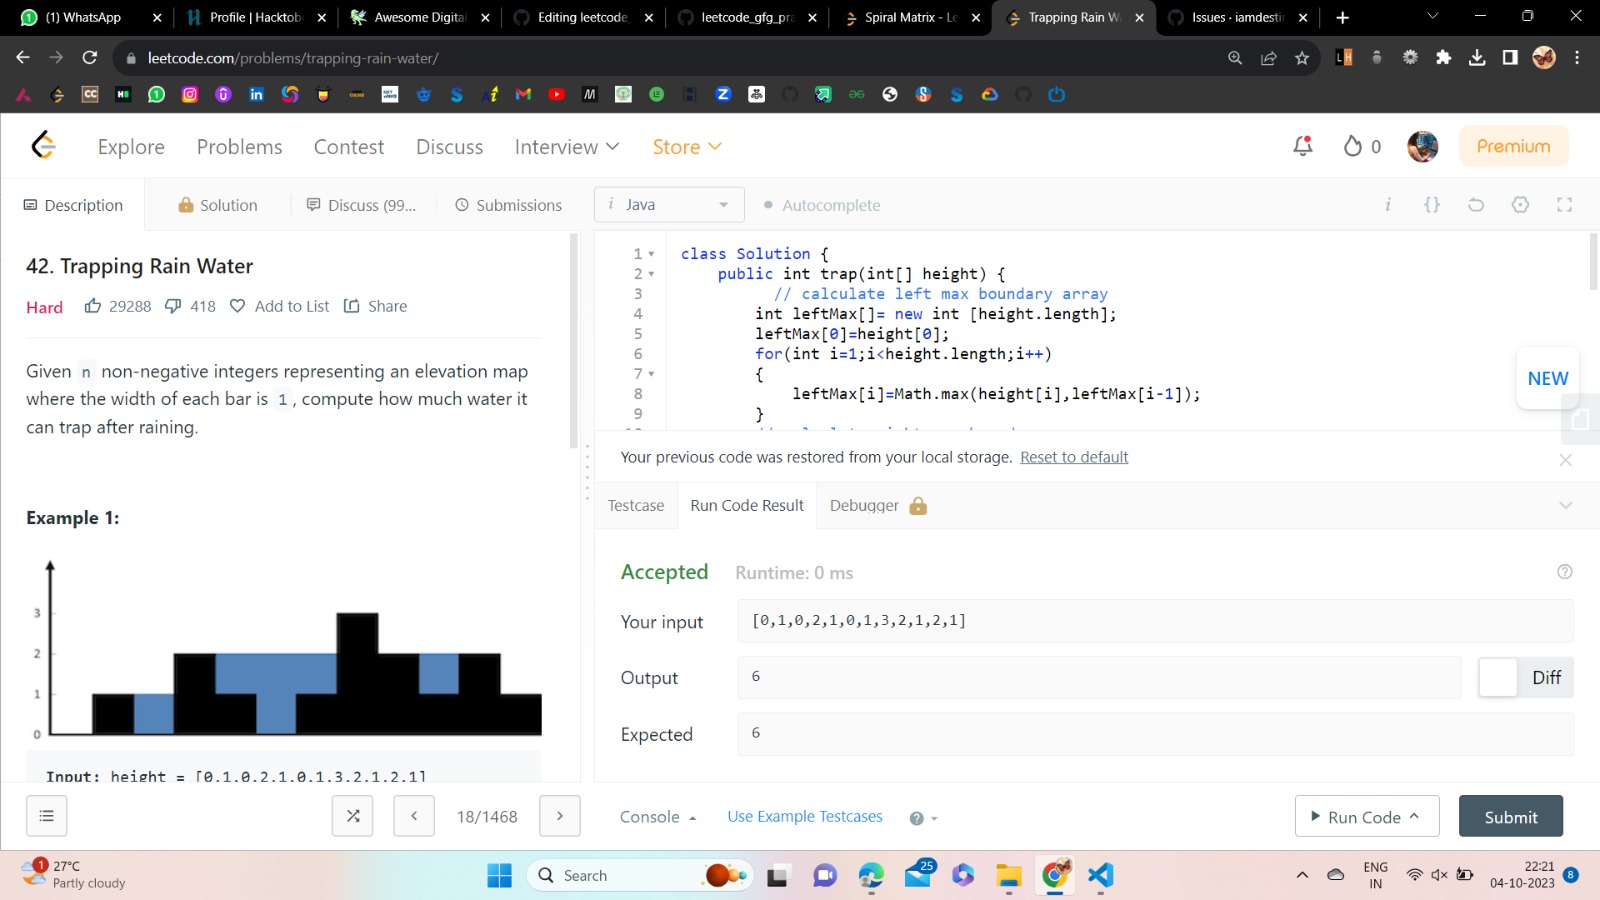 (1) WhatsApp
Profile | Hacktob
Awesome Digital
Editing leetcode_
leetcode_gfg_pra
Spiral Matrix - Le
Trapping Rain W
Issues · iamdestin
leetcode.com/problems/trapping-rain-water/
Explore
Problems
Contest
Discuss
Interview
Store
0
Premium
Description
Solution
Discuss (99...
Submissions
i Java
Autocomplete
42. Trapping Rain Water
Hard 29288 418 Add to List Share
Given n non-negative integers representing an elevation map
where the width of each bar is 1, compute how much water it
can trap after raining.
Example 1:
3
2
1
0
Input: height = [0,1,0,2,1,0,1,3,2,1,2,1]
1 class Solution {
2 public int trap(int[] height) {
3 // calculate left max boundary array
4 int leftMax[]= new int [height.length];
5 leftMax[0]=height[0];
6 for(int i=1;i<height.length;i++)
7 {
8 leftMax[i]=Math.max(height[i],leftMax[i-1]);
9 }
NEW
Your previous code was restored from your local storage. Reset to default
Testcase
Run Code Result
Debugger
Accepted Runtime: 0 ms
Your input [0,1,0,2,1,0,1,3,2,1,2,1]
Output 6 Diff
Expected 6
18/1468
Console
Use Example Testcases
Run Code
Submit
1
27°C
Partly cloudy
Search
25
ENG
IN
22:21
04-10-2023
8